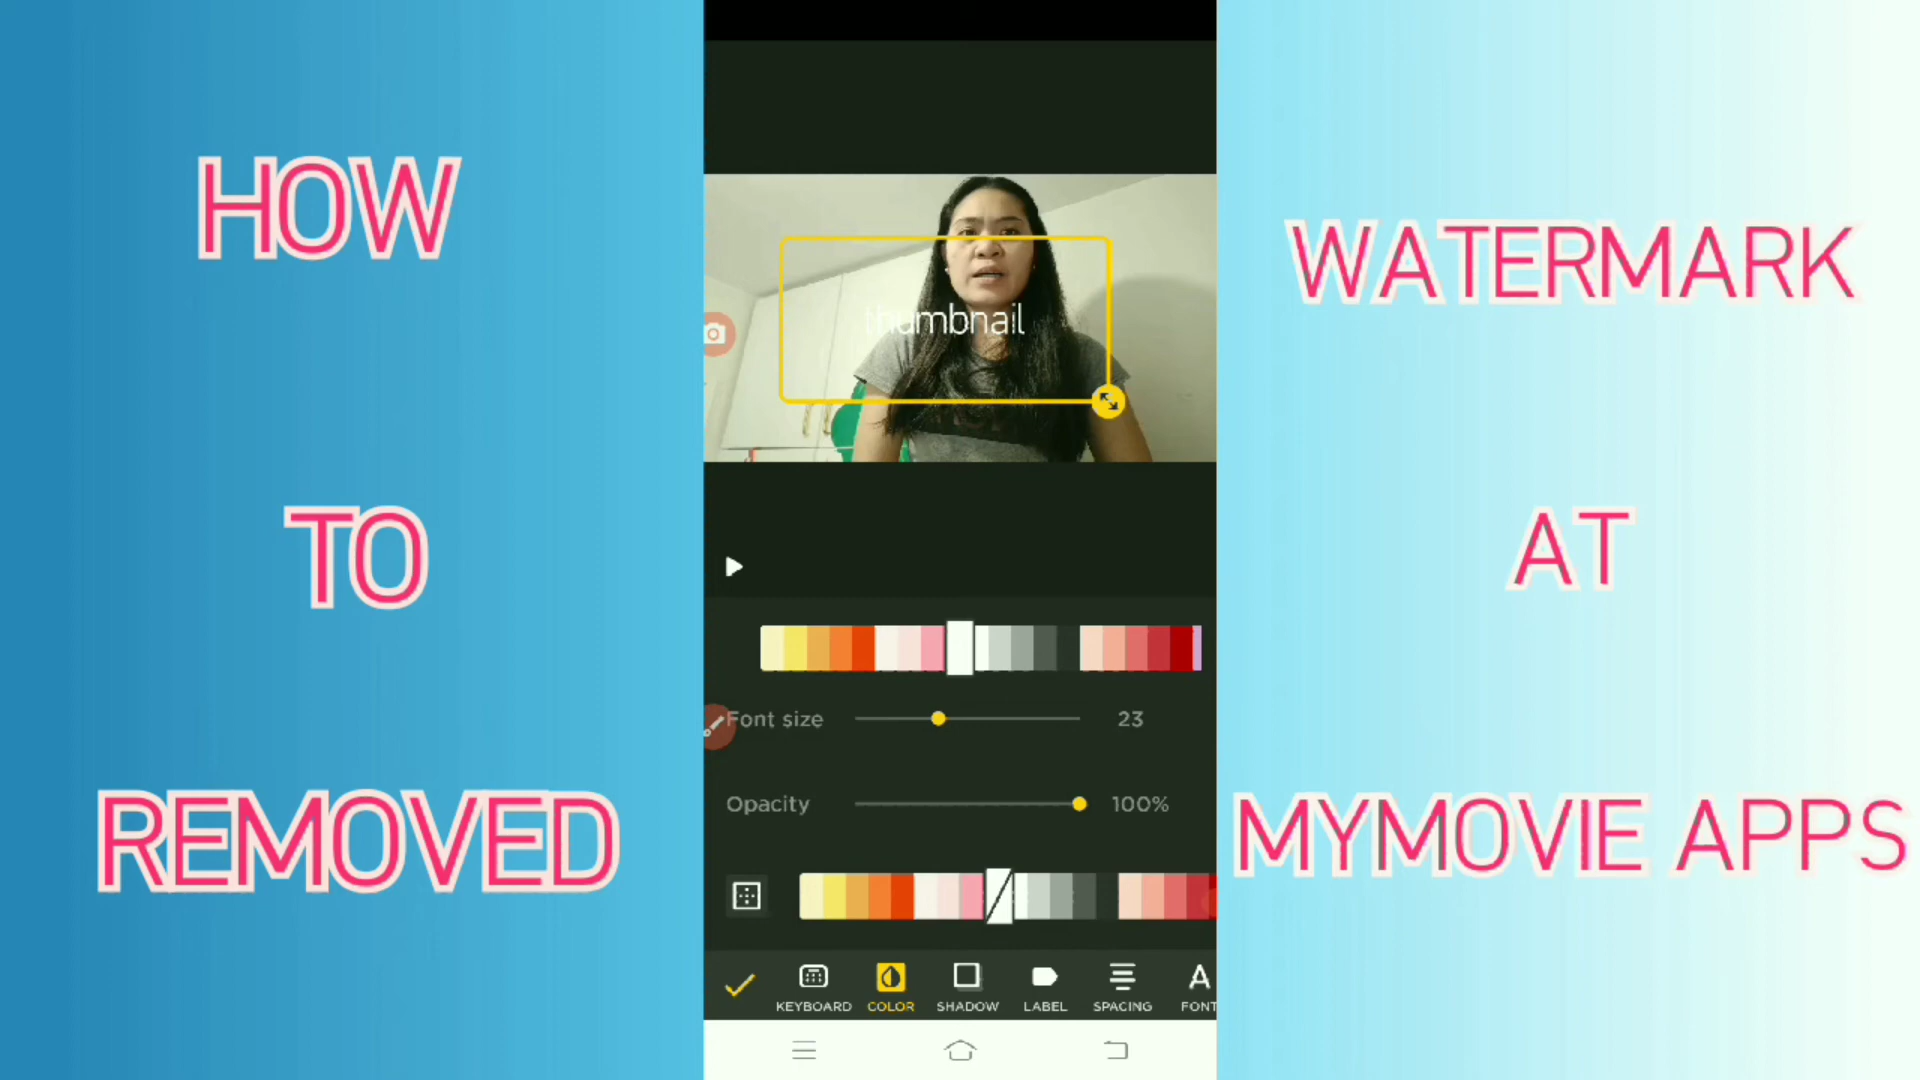 HOW
TO
REMOVED
WATERMARK
AT
MYMOVIE APPS
thumbnail
Font size 23
Opacity 100%
KEYBOARD COLOR SHADOW LABEL SPACING FONT